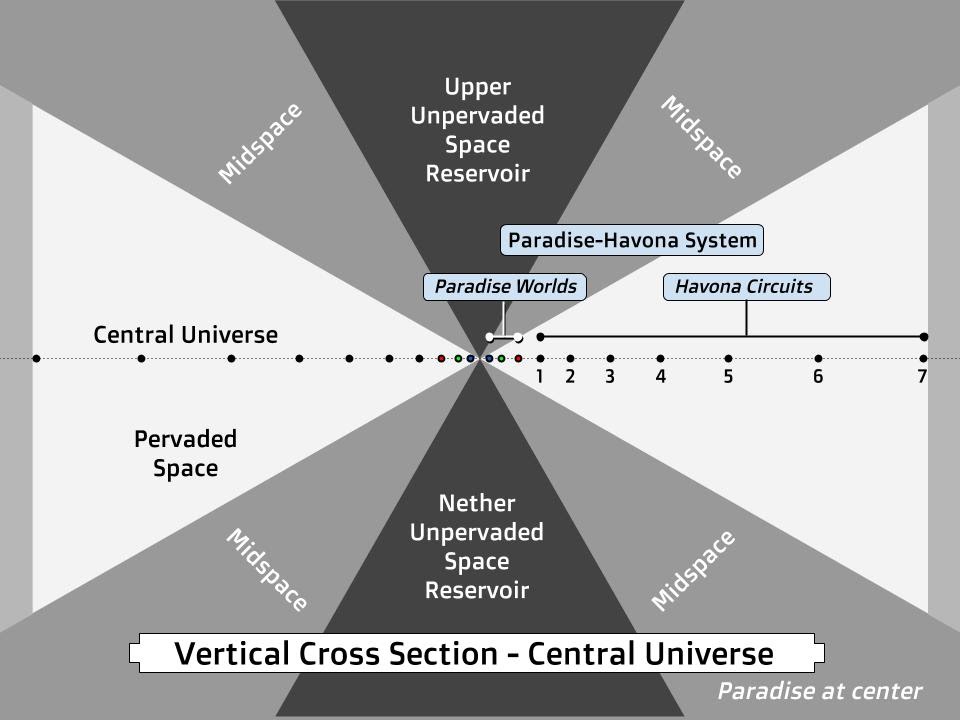 Upper
Unpervaded
Space
Reservoir
Midspace
Midspace
Paradise-Havona System
Paradise Worlds
Havona Circuits
Central Universe
1 2 3 4 5 6 7
Pervaded
Space
Nether
Unpervaded
Space
Reservoir
Midspace
Midspace
Vertical Cross Section - Central Universe
Paradise at center